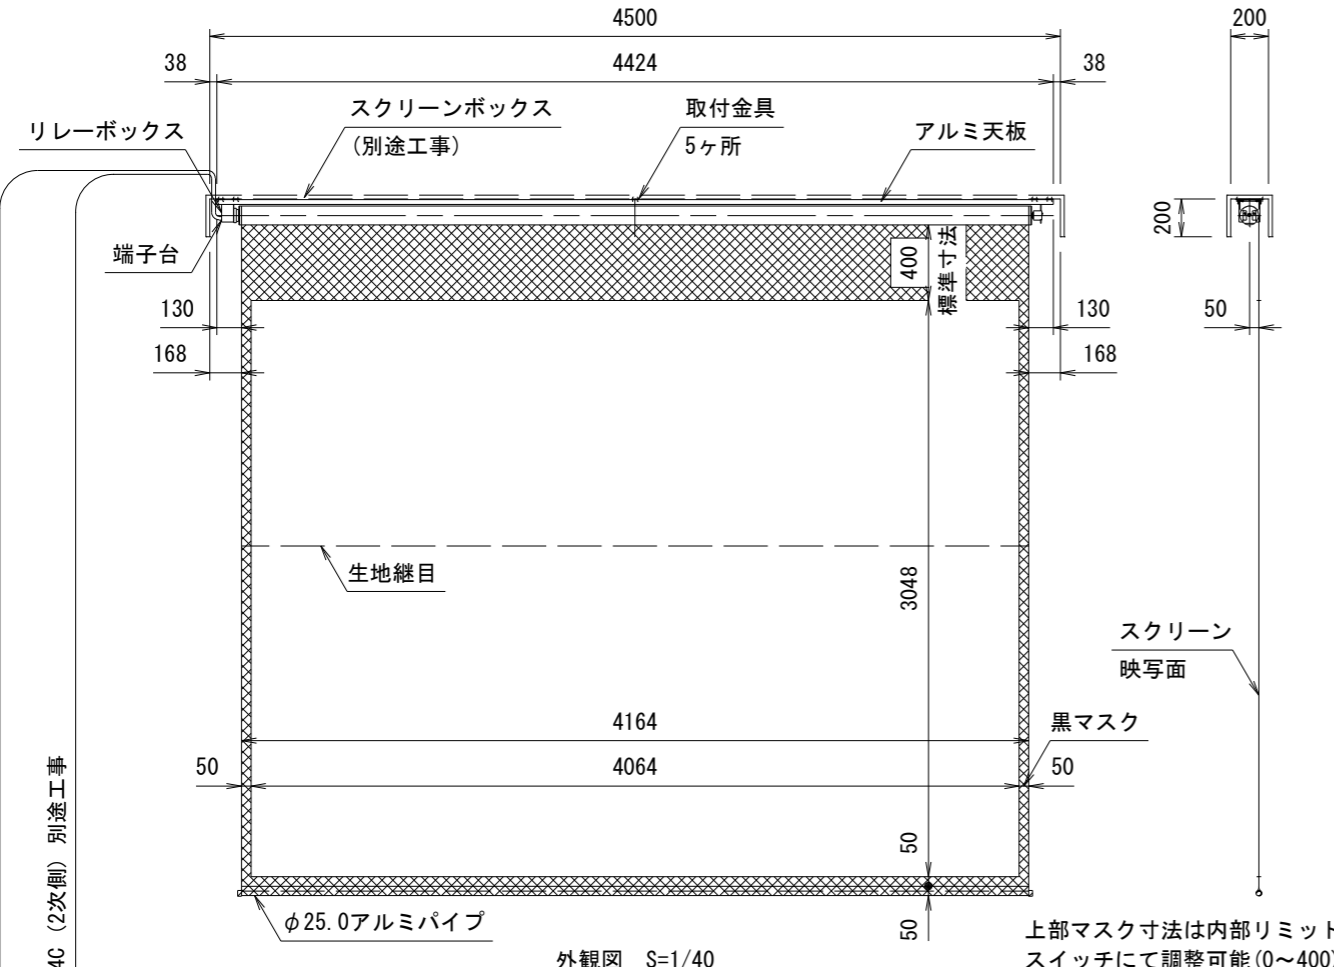 4500
200
38
4424
38
スクリーンボックス
(別途工事)
取付金具
5ヶ所
アルミ天板
リレーボックス
端子台
400
標準寸法
200
130
130
50
168
168
生地継目
3048
スクリーン
映写面
4164
黒マスク
50
4064
50
50
50
4C (2次側) 別途工事
φ25.0アルミパイプ
外観図 S=1/40
上部マスク寸法は内部リミット
スイッチにて調整可能(0～400)